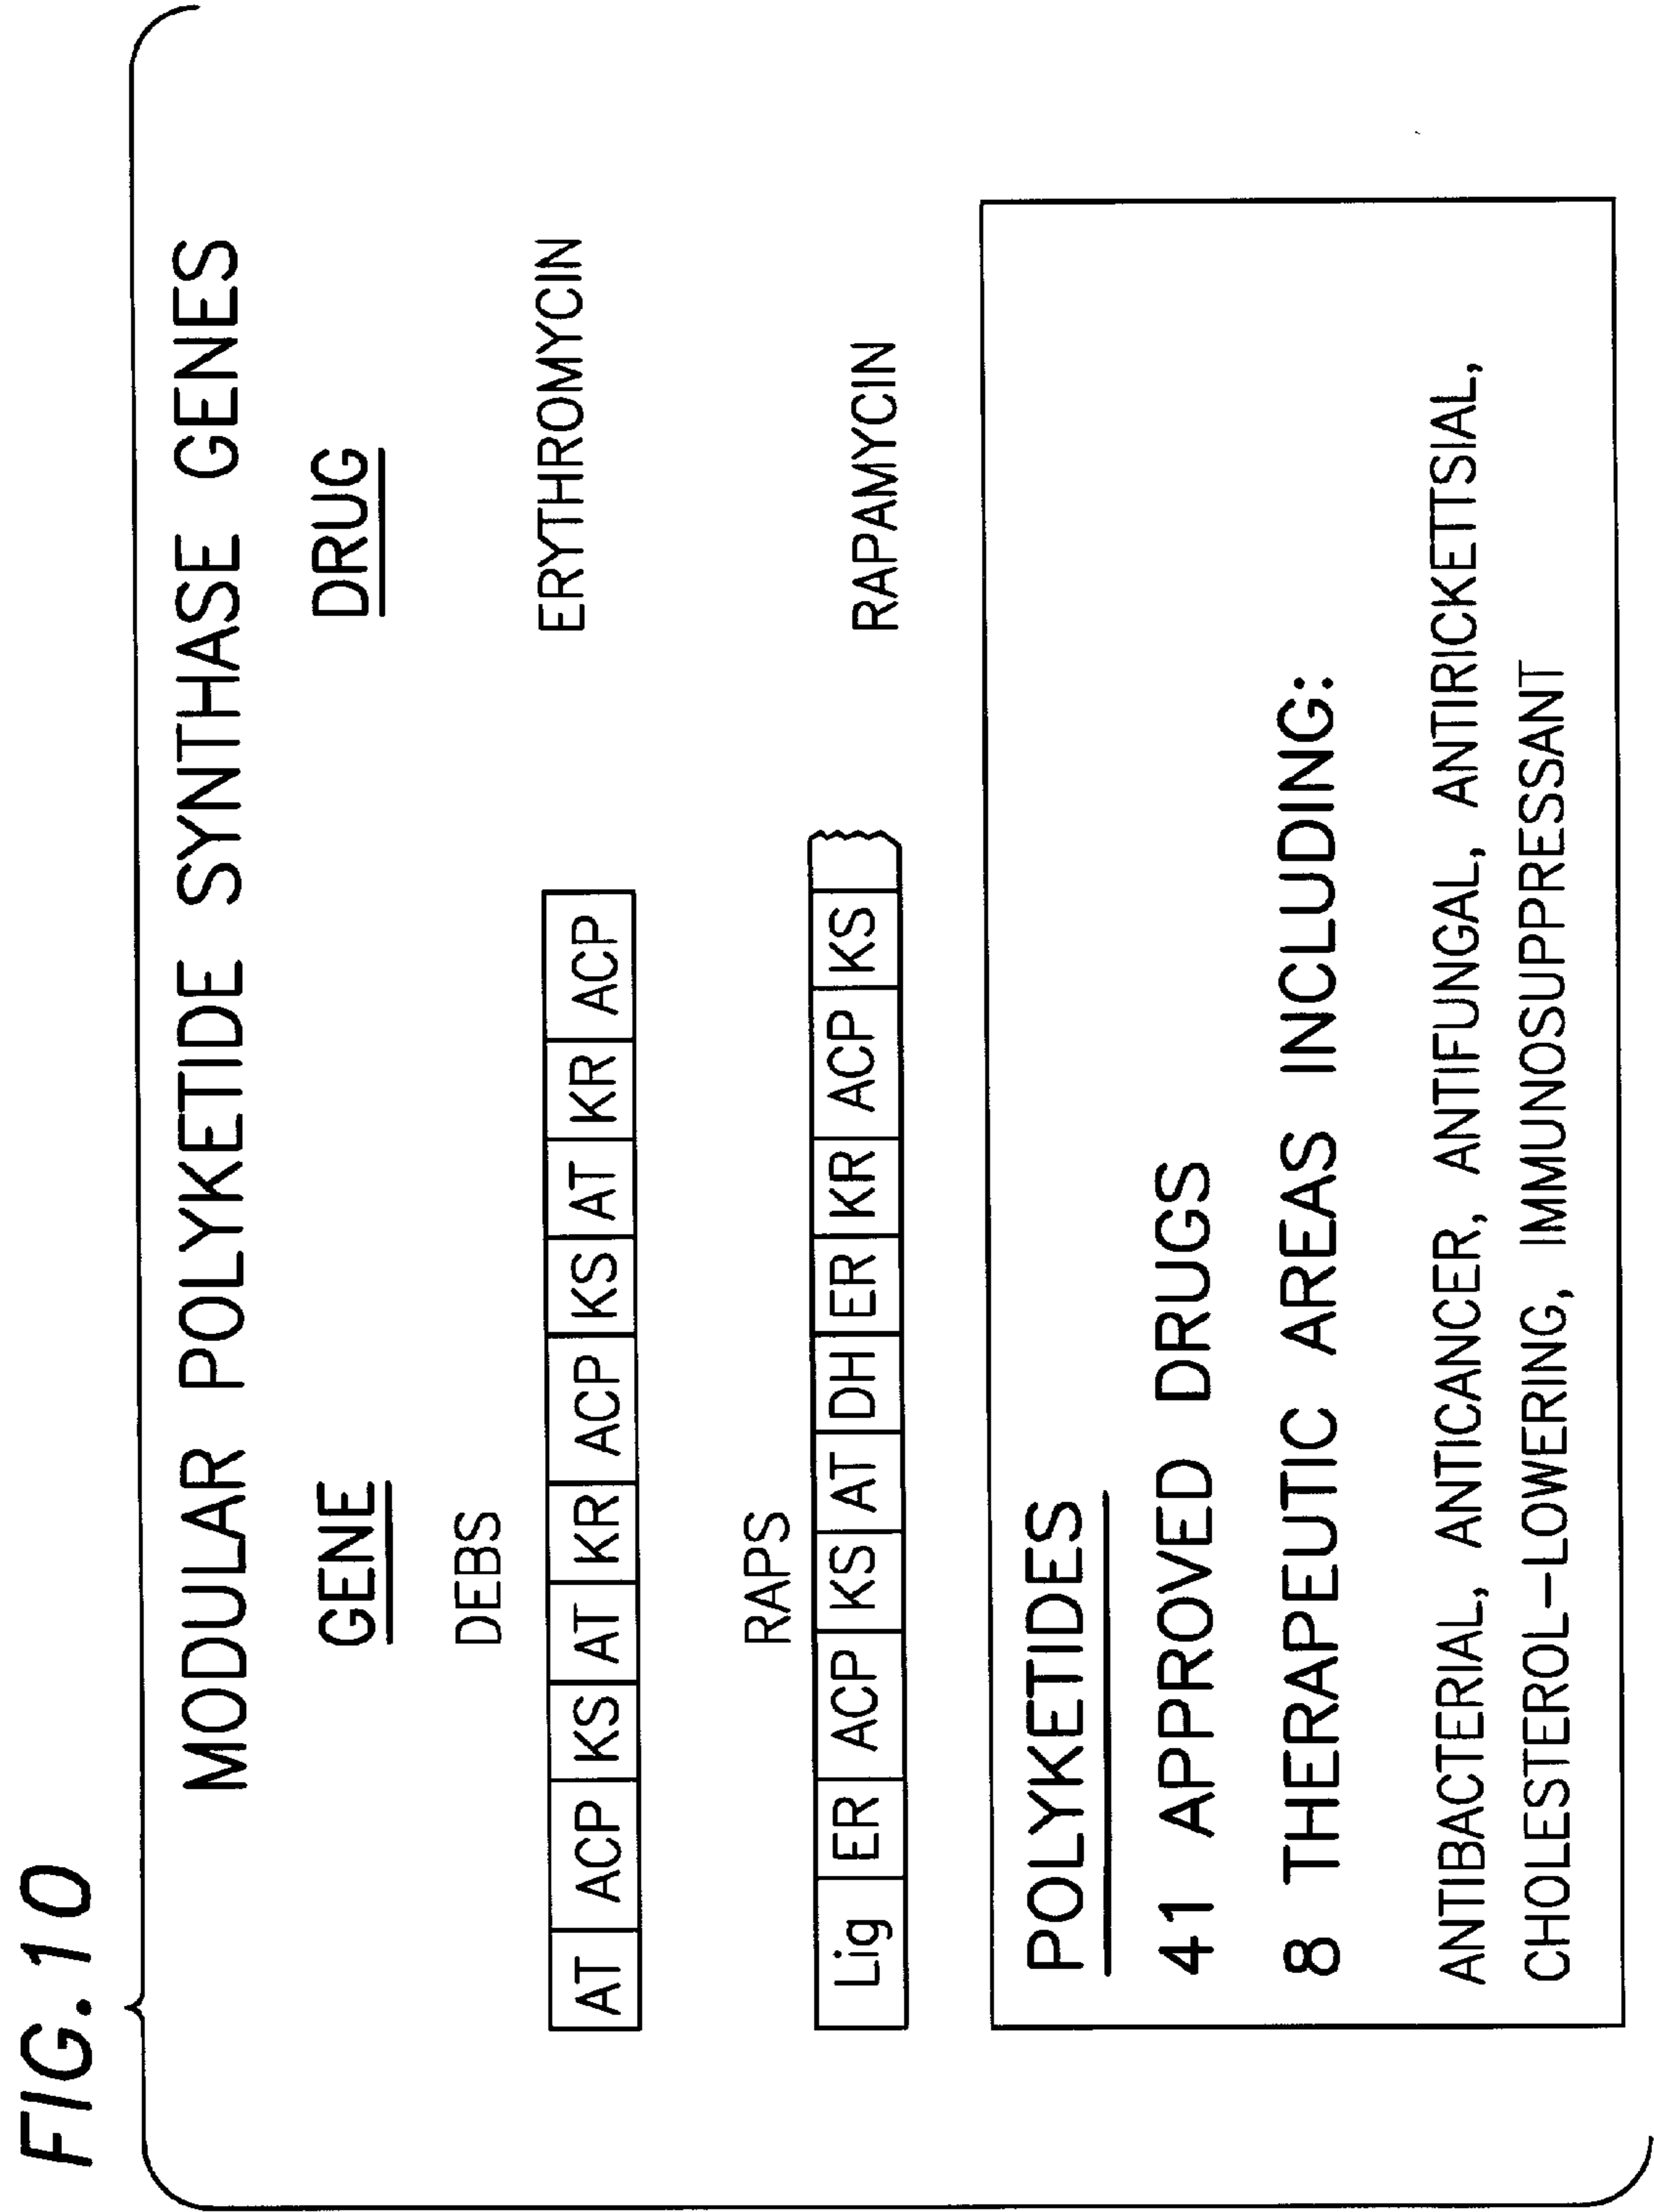 FIG. 10
MODULAR POLYKETIDE SYNTHASE GENES
GENE DRUG
DEBS
AT ACP KS AT KR ACP KS AT KR ACP ERYTHROMYCIN
RAPS
Lig ER ACP KS AT DH ER KR ACP KS RAPAMYCIN
POLYKETIDES
41 APPROVED DRUGS
8 THERAPEUTIC AREAS INCLUDING:
ANTIBACTERIAL, ANTICANCER, ANTIFUNGAL, ANTIRICKETTSIAL,
CHOLESTEROL-LOWERING, IMMUNOSUPPRESSANT